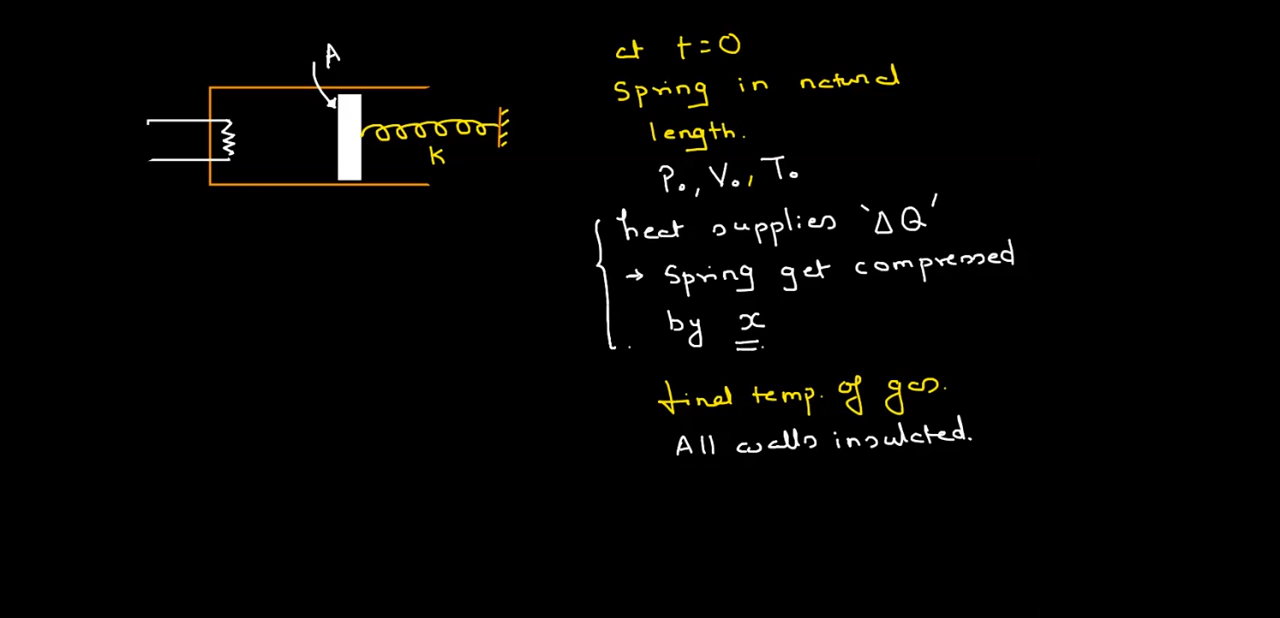 A
K
at t=0
Spring in natural
length.
P₀, V₀, T₀
heat supplies 'ΔQ'
→ Spring get compressed
by x
final temp. of gas.
All walls insulated.